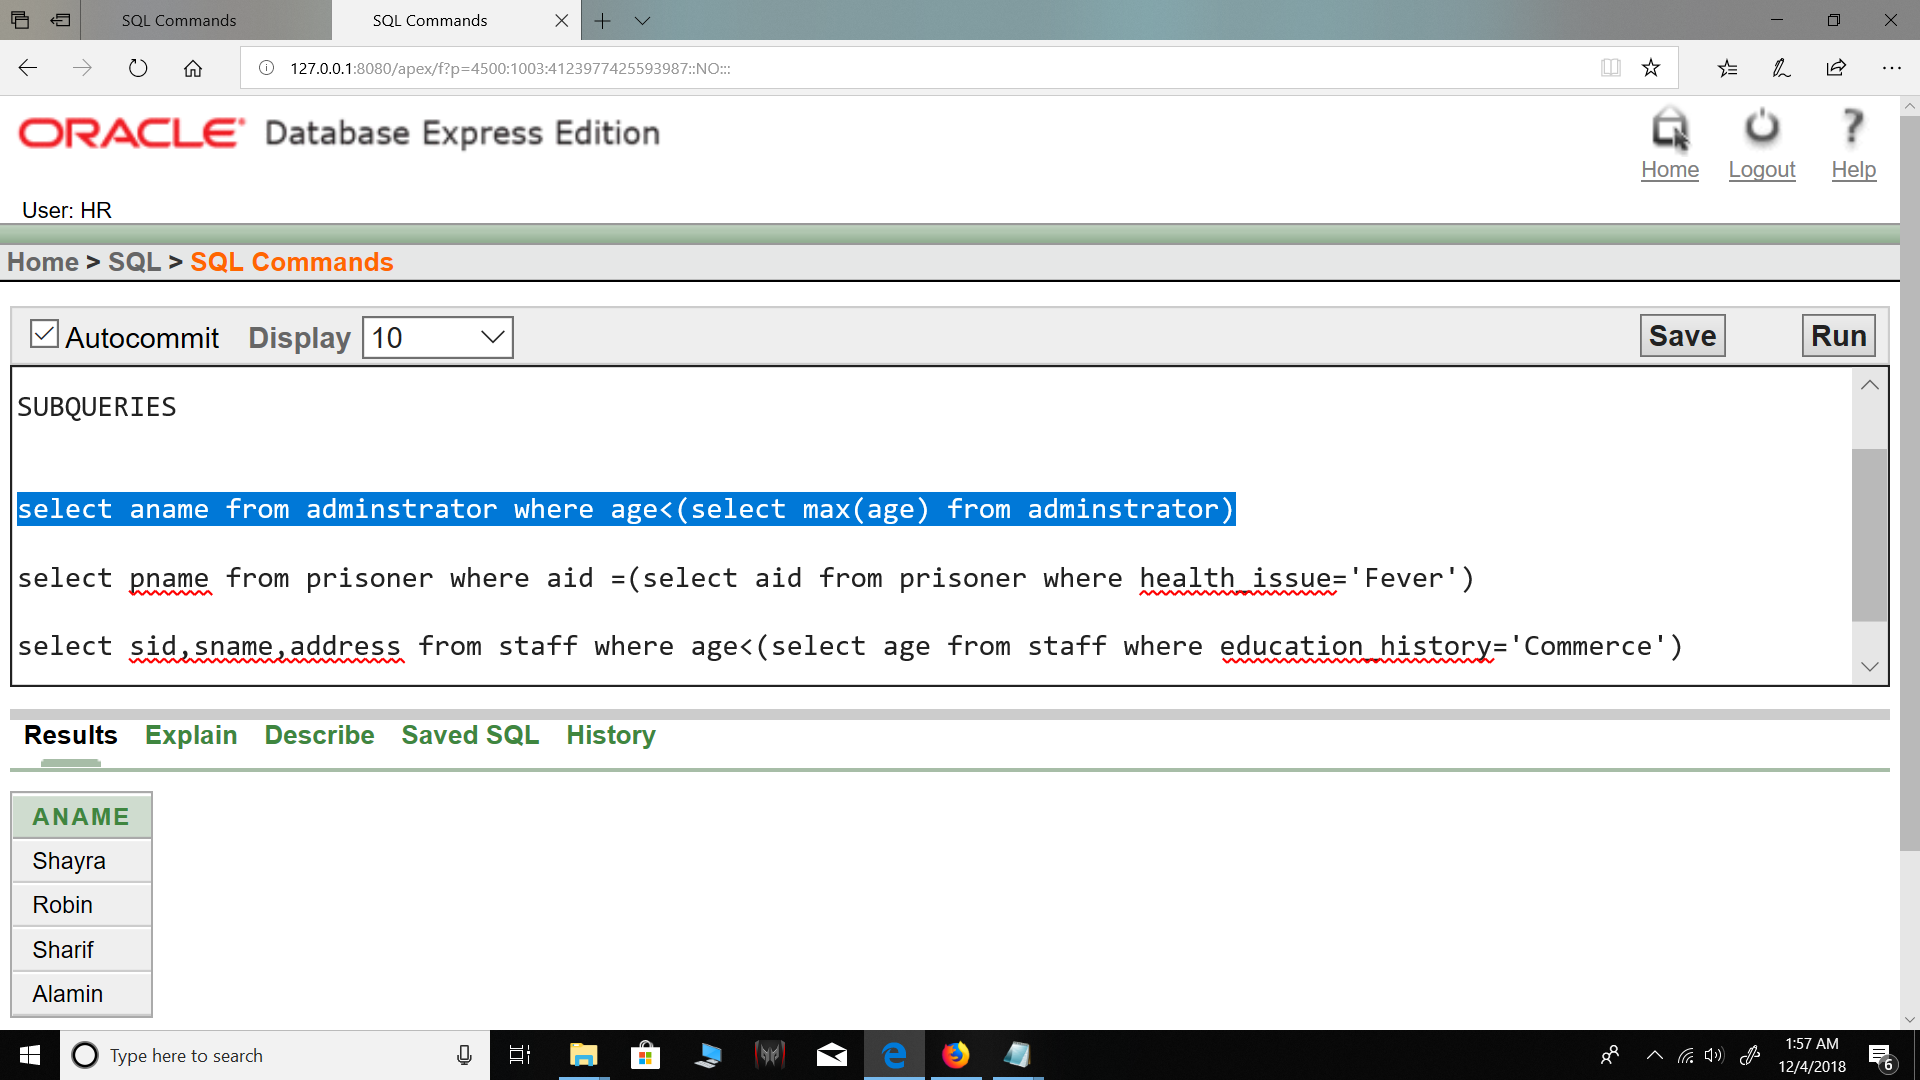 SQL Commands
SQL Commands
127.0.0.1:8080/apex/f?p=4500:1003:4123977425593987::NO:::
ORACLE Database Express Edition
Home Logout Help
User: HR
Home > SQL > SQL Commands
Autocommit Display 10 Save Run
SUBQUERIES
select aname from adminstrator where age<(select max(age) from adminstrator)
select pname from prisoner where aid =(select aid from prisoner where health_issue='Fever')
select sid,sname,address from staff where age<(select age from staff where education_history='Commerce')
Results Explain Describe Saved SQL History
ANAME
Shayra
Robin
Sharif
Alamin
Type here to search
1:57 AM
12/4/2018
6